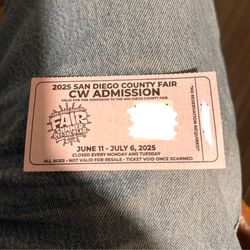 2025 SAN DIEGO COUNTY FAIR
CW ADMISSION
VALID FOR ONE ADMISSION TO THE SAN DIEGO COUNTY FAIR
FAIR
JUNE 11 - JULY 6, 2025
CLOSED EVERY MONDAY AND TUESDAY
ALL AGES - NOT VALID FOR RESALE - TICKET VOID ONCE SCANNED
*NO RESERVATION REQUIRED*